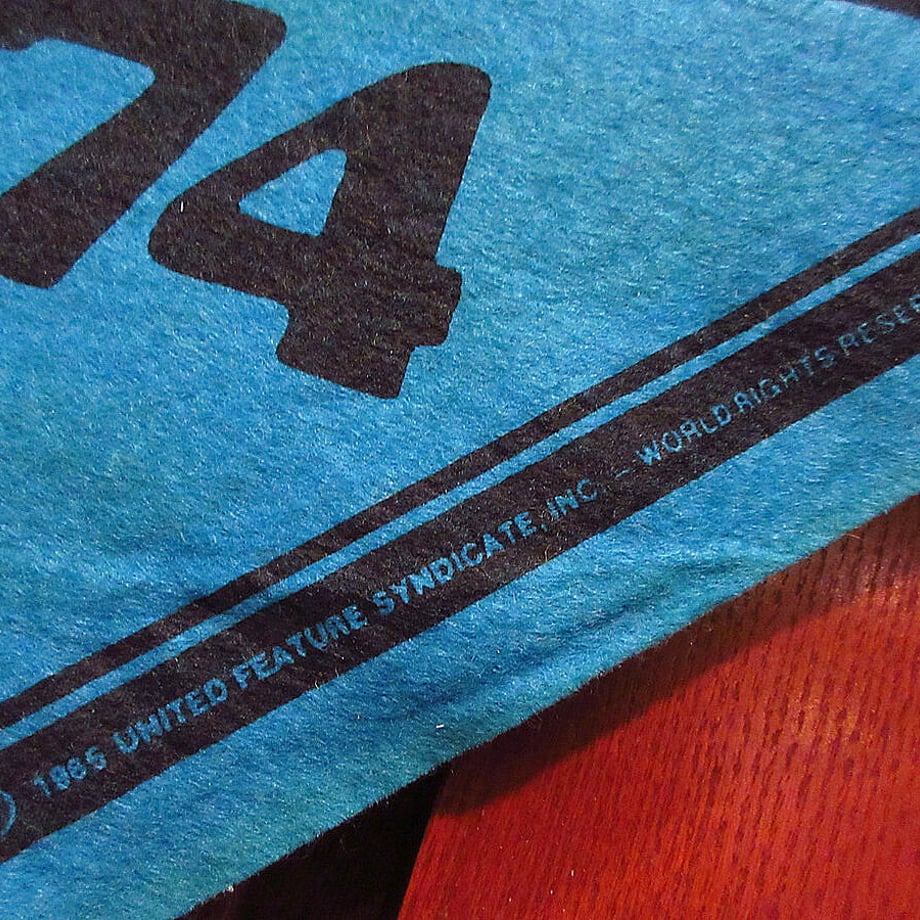 74
1965 UNITED FEATURE SYNDICATE, INC. — WORLD RIGHTS RESER